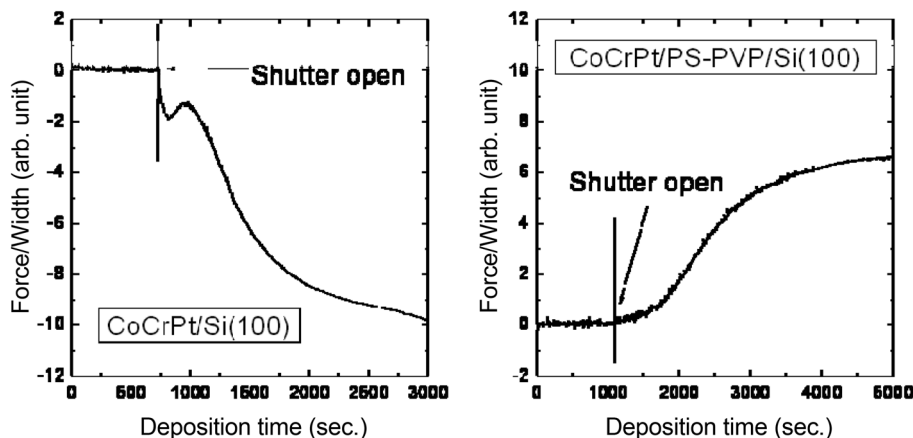 2
0
-2
-4
-6
-8
-10
-12
Force/Width (arb. unit)
Shutter open
CoCrPt/Si(100)
0 500 1000 1500 2000 2500 3000
Deposition time (sec.)
12
10
8
6
4
2
0
-2
Force/Width (arb. unit)
CoCrPt/PS-PVP/Si(100)
Shutter open
0 1000 2000 3000 4000 5000
Deposition time (sec.)